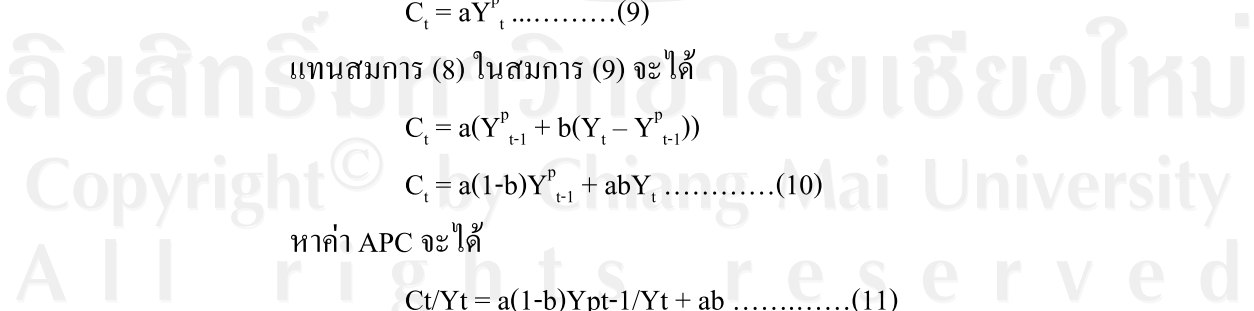 C_t = aY^p_t ............(9)
แทนสมการ (8) ในสมการ (9) จะได้
C_t = a(Y^p_{t-1} + b(Y_t – Y^p_{t-1}))
C_t = a(1-b)Y^p_{t-1} + abY_t ............(10)
หาค่า APC จะได้
Ct/Yt = a(1-b)Ypt-1/Yt + ab .............(11)
ลิขสิทธิ์มหาวิทยาลัยเชียงใหม่
Copyright© by Chiang Mai University
All rights reserved